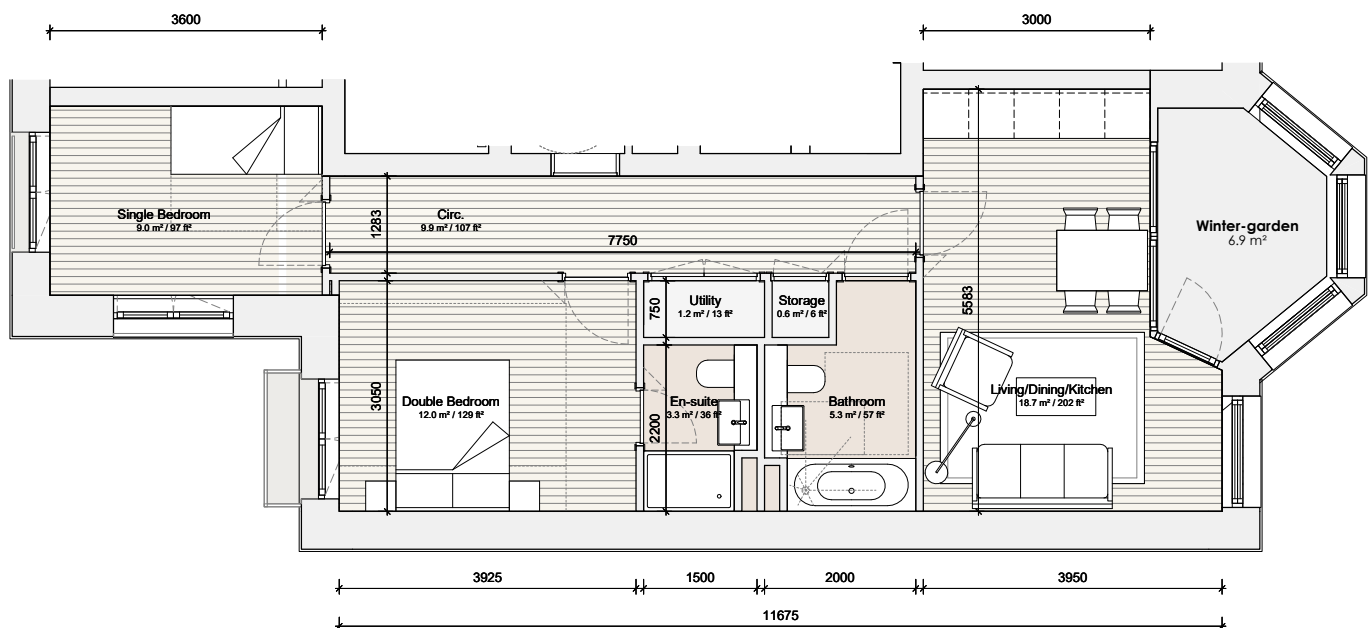 3600
3000
Single Bedroom
9.0 m² / 97 ft²
1283
Circ.
9.9 m² / 107 ft²
7750
Winter-garden
6.9 m²
750
Utility
1.2 m² / 13 ft²
Storage
0.6 m² / 6 ft²
5583
3050
Double Bedroom
12.0 m² / 129 ft²
2200
En-suite
3.3 m² / 36 ft²
Bathroom
5.3 m² / 57 ft²
Living/Dining/Kitchen
18.7 m² / 202 ft²
3925
1500
2000
3950
11675